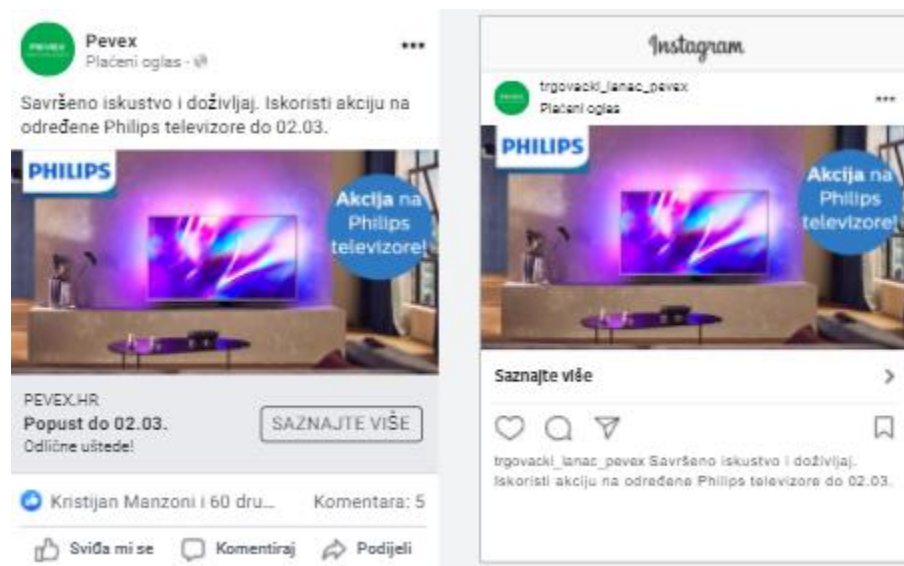 Pevex
Plaćeni oglas ·
Savršeno iskustvo i doživljaj. Iskoristi akciju na
određene Philips televizore do 02.03.
PHILIPS
Akcija na
Philips
televizore!
PEVEX.HR
Popust do 02.03.
Odlične uštede!
SAZNAJTE VIŠE
Kristijan Manzoni i 60 dru...
Komentara: 5
Sviđa mi se
Komentiraj
Podijeli
Instagram
trgovacki_lanac_pevex
Plaćeni oglas
PHILIPS
Akcija na
Philips
televizore!
Saznajte više
trgovacki_lanac_pevex Savršeno iskustvo i doživljaj.
Iskoristi akciju na određene Philips televizore do 02.03.